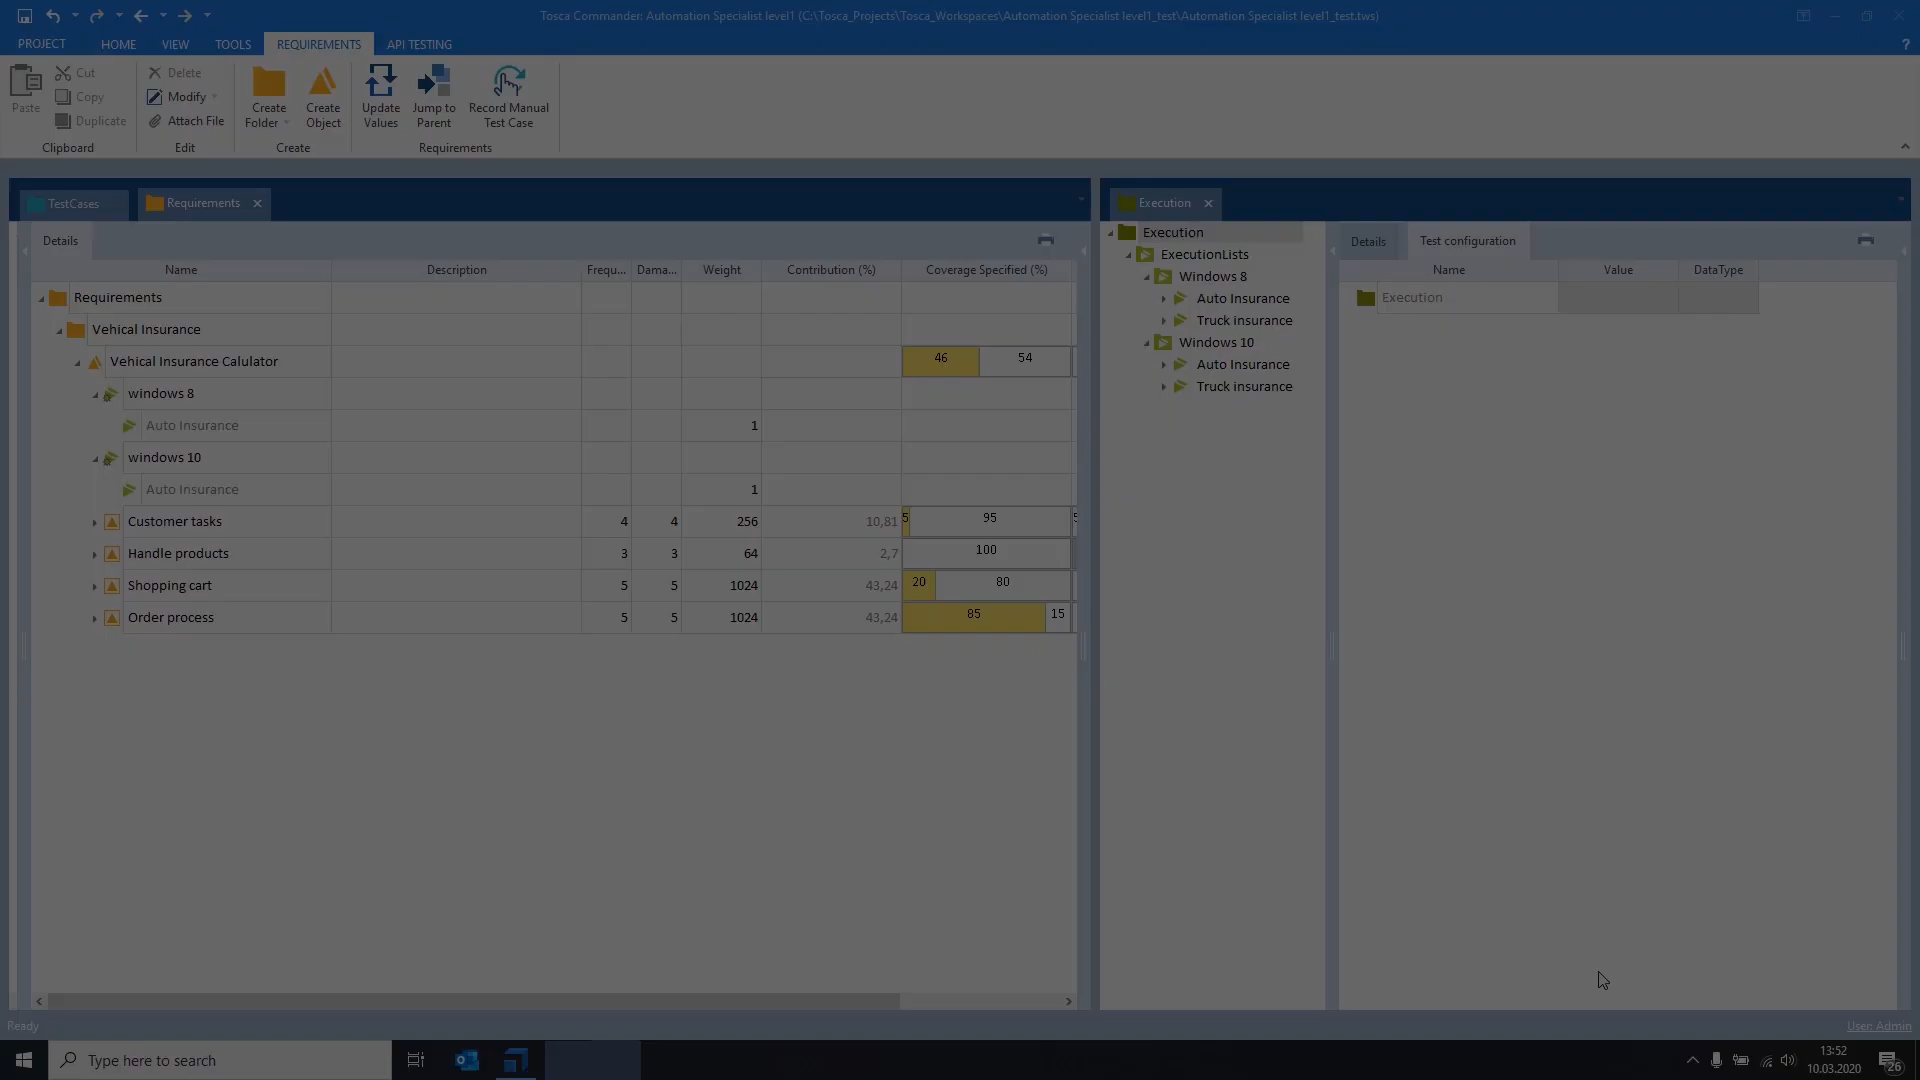 Tosca Commander: Automation Specialist level1 (C:\Tosca_Projects\Tosca_Workspaces\Automation Specialist level1_test\Automation Specialist level1_test.tws)
PROJECT HOME VIEW TOOLS REQUIREMENTS API TESTING ?
Paste
Cut
Copy
Duplicate
Clipboard
Delete
Modify
Attach File
Edit
Create Folder
Create Object
Create
Update Values
Jump to Parent
Record Manual Test Case
Requirements
TestCases Requirements
Details
Name Description Frequ... Dama... Weight Contribution (%) Coverage Specified (%)
Requirements
Vehical Insurance
Vehical Insurance Calulator 46 54
windows 8
Auto Insurance 1
windows 10
Auto Insurance 1
Customer tasks 4 4 256 10,81 5 95 5
Handle products 3 3 64 2,7 100
Shopping cart 5 5 1024 43,24 20 80
Order process 5 5 1024 43,24 85 15
Execution
Execution
ExecutionLists
Windows 8
Auto Insurance
Truck insurance
Windows 10
Auto Insurance
Truck insurance
Details Test configuration
Name Value DataType
Execution
Ready User: Admin
Type here to search
13:52
10.03.2020
26